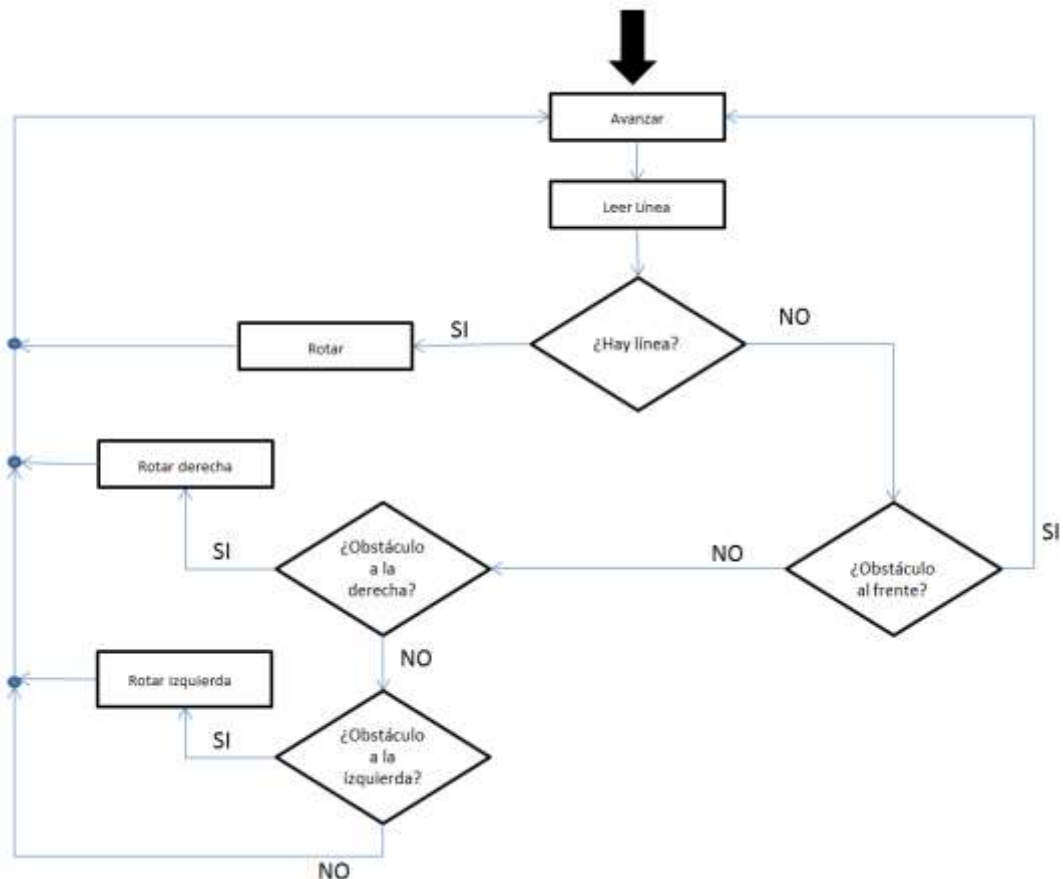 Avanzar
Leer Línea
¿Hay línea?
SI
NO
Rotar
Rotar derecha
SI
¿Obstáculo
a la
derecha?
NO
¿Obstáculo
al frente?
SI
NO
Rotar izquierda
SI
¿Obstáculo
a la
izquierda?
NO